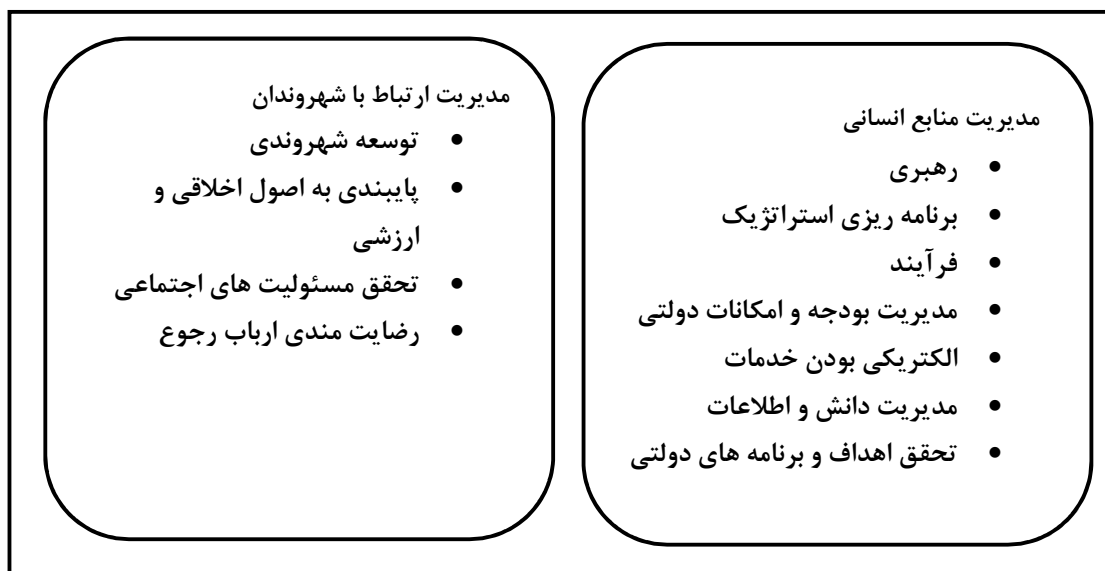 مدیریت منابع انسانی
• رهبری
• برنامه ریزی استراتژیک
• فرآیند
• مدیریت بودجه و امکانات دولتی
• الکتریکی بودن خدمات
• مدیریت دانش و اطلاعات
• تحقق اهداف و برنامه های دولتی
مدیریت ارتباط با شهروندان
• توسعه شهروندی
• پایبندی به اصول اخلاقی و
ارزشی
• تحقق مسئولیت های اجتماعی
• رضایت مندی ارباب رجوع